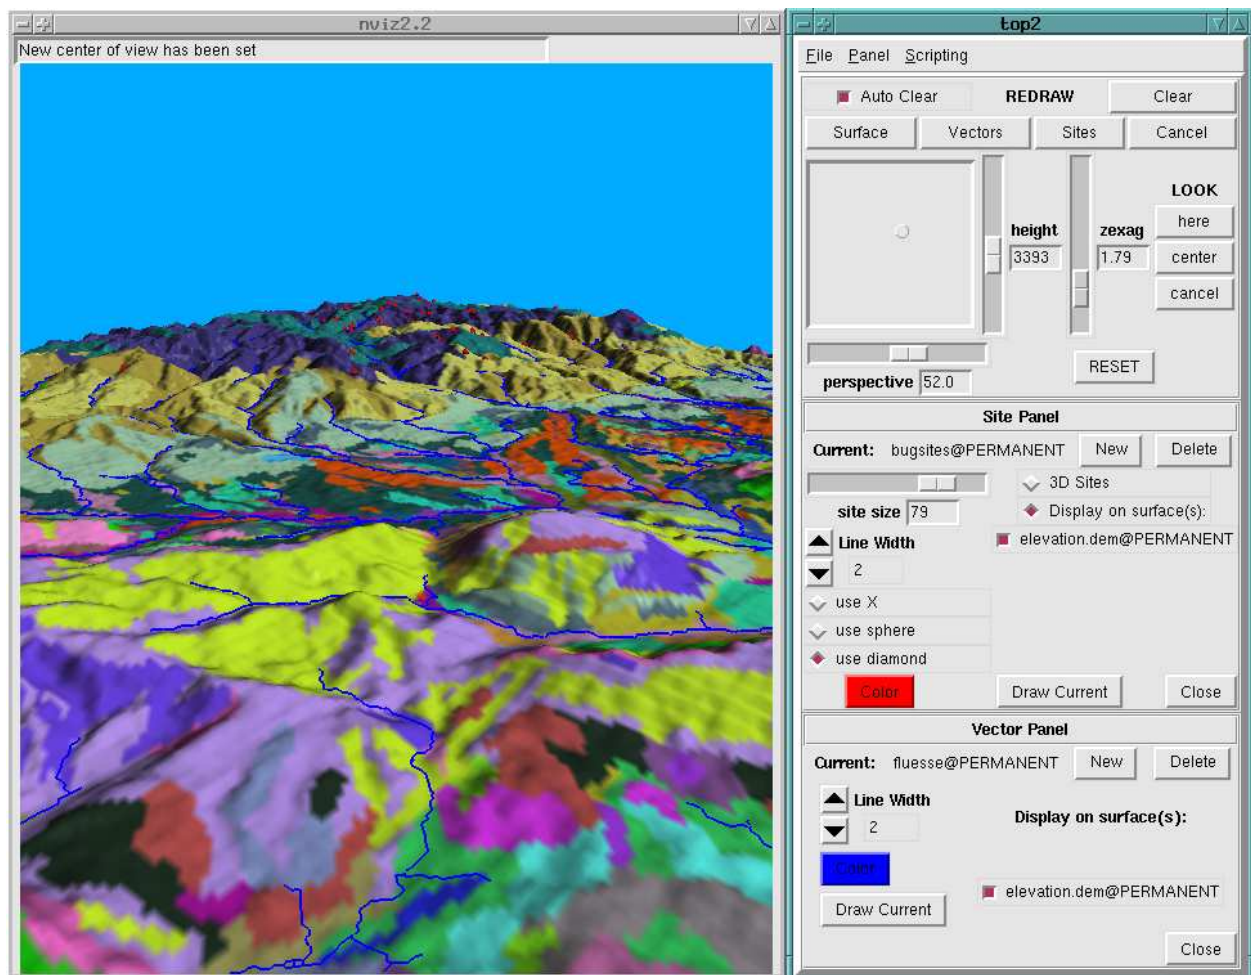 nviz2.2
New center of view has been set
top2
File Panel Scripting
Auto Clear REDRAW Clear
Surface Vectors Sites Cancel
LOOK
height zexag here
3393 1.79 center
cancel
perspective 52.0 RESET
Site Panel
Current: bugsites@PERMANENT New Delete
3D Sites
site size 79 Display on surface(s):
Line Width elevation.dem@PERMANENT
2
use X
use sphere
use diamond
Color Draw Current Close
Vector Panel
Current: fluesse@PERMANENT New Delete
Line Width
2 Display on surface(s):
Color
elevation.dem@PERMANENT
Draw Current
Close